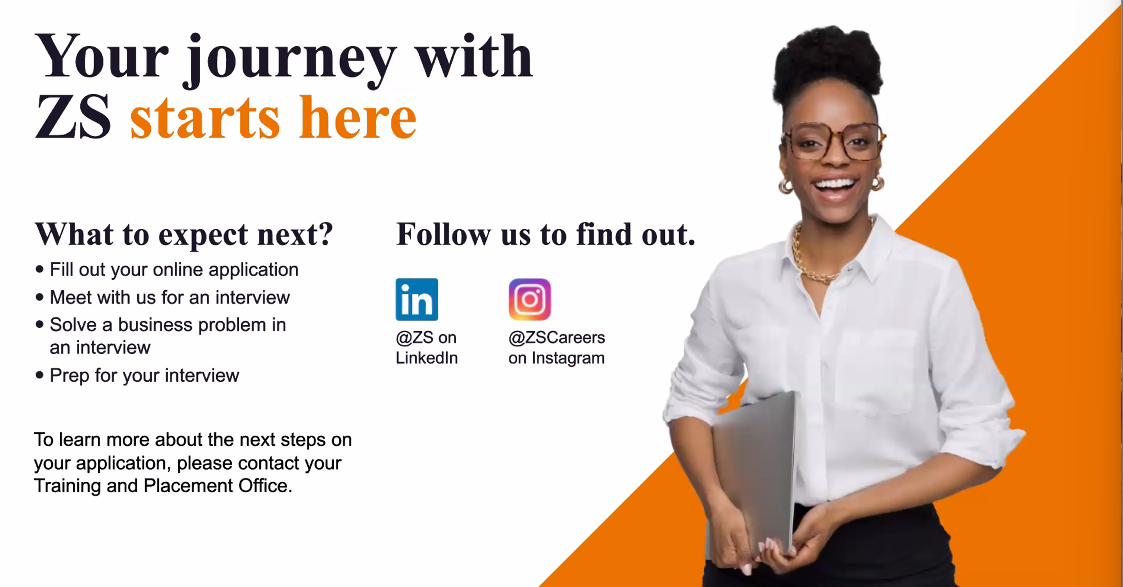 Your journey with
ZS starts here
What to expect next?
• Fill out your online application
• Meet with us for an interview
• Solve a business problem in
an interview
• Prep for your interview
To learn more about the next steps on
your application, please contact your
Training and Placement Office.
Follow us to find out.
in
@ZS on
LinkedIn
@ZSCareers
on Instagram